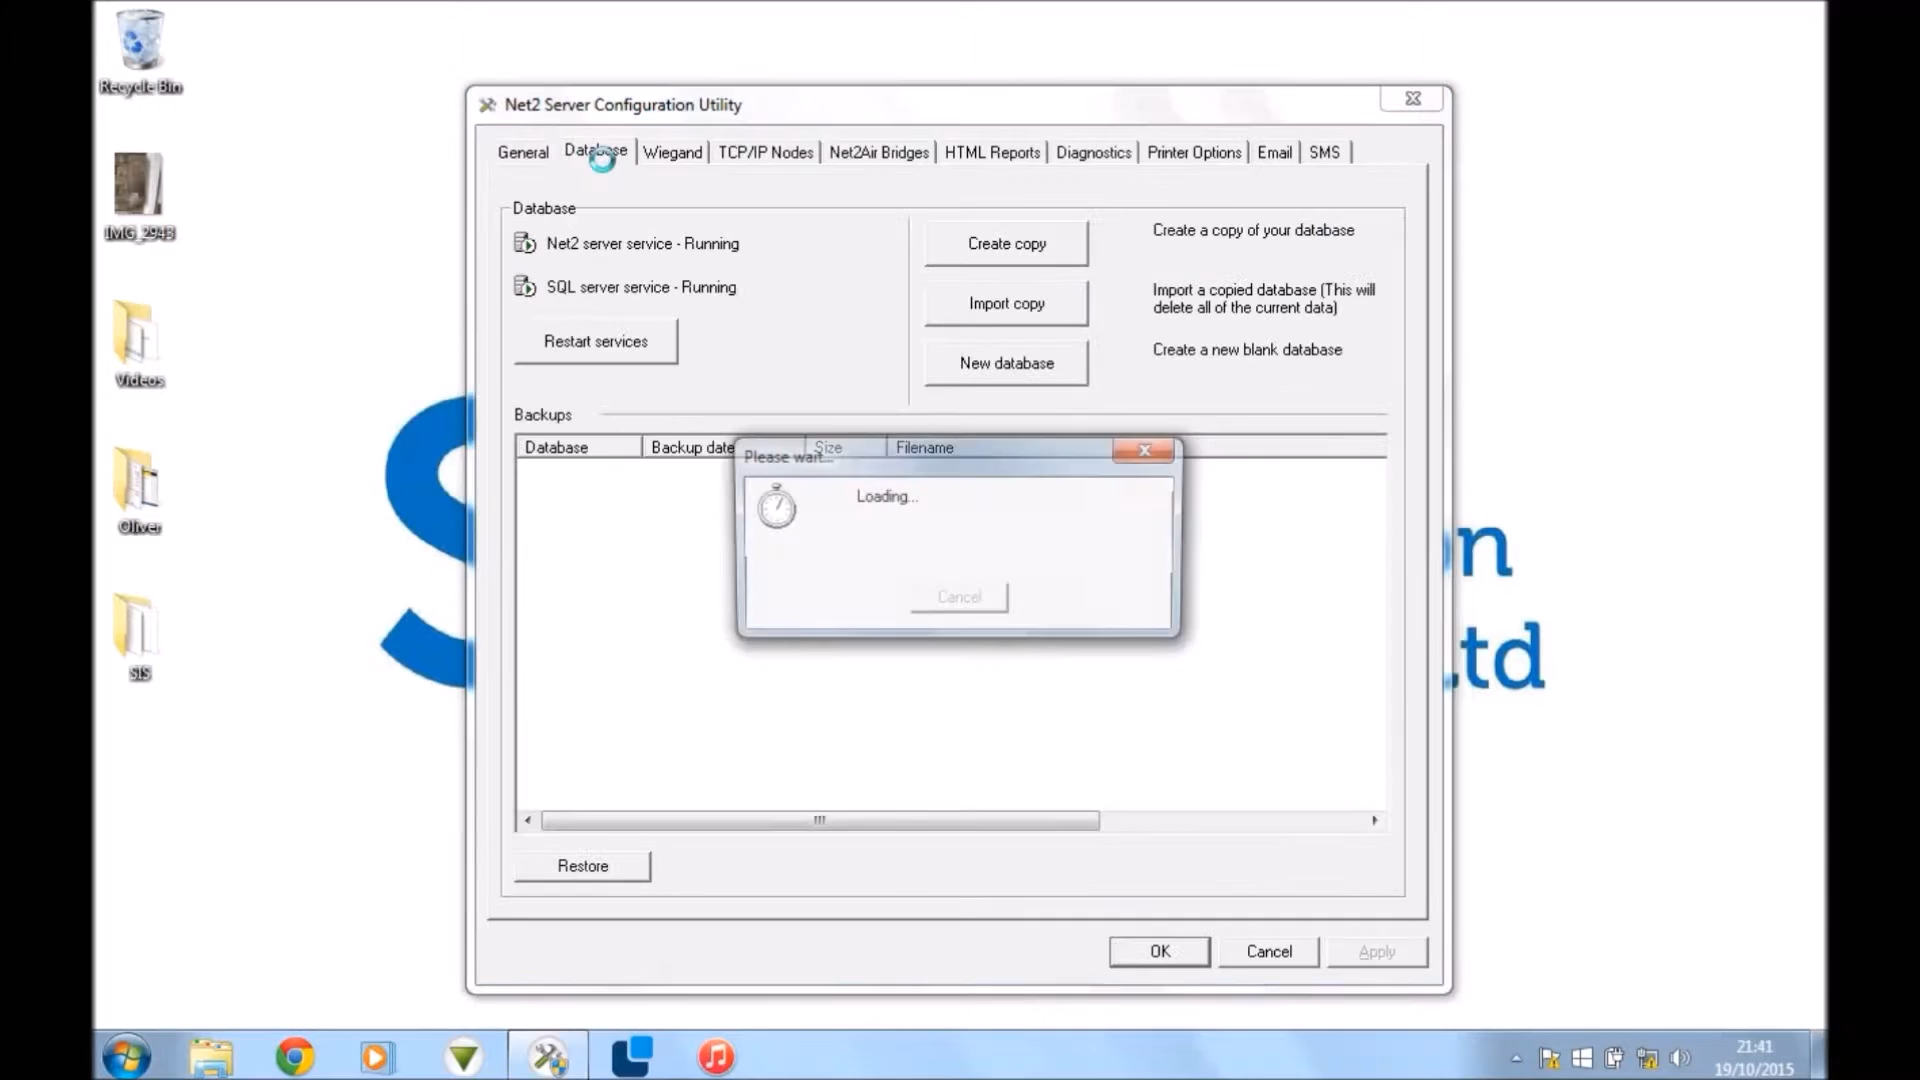 Recycle Bin
IMG_2943
Videos
Oliver
SIS
Net2 Server Configuration Utility
General Database Wiegand TCP/IP Nodes Net2Air Bridges HTML Reports Diagnostics Printer Options Email SMS
Database
Net2 server service - Running
SQL server service - Running
Restart services
Create copy
Create a copy of your database
Import copy
Import a copied database (This will
delete all of the current data)
New database
Create a new blank database
Backups
Database Backup date Size Filename
Please wait...
Loading...
Cancel
Restore
OK Cancel Apply
S
n
Ltd
21:41
19/10/2015